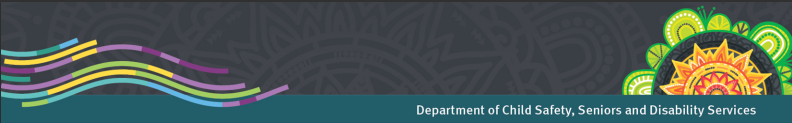 Department of Child Safety, Seniors and Disability Services